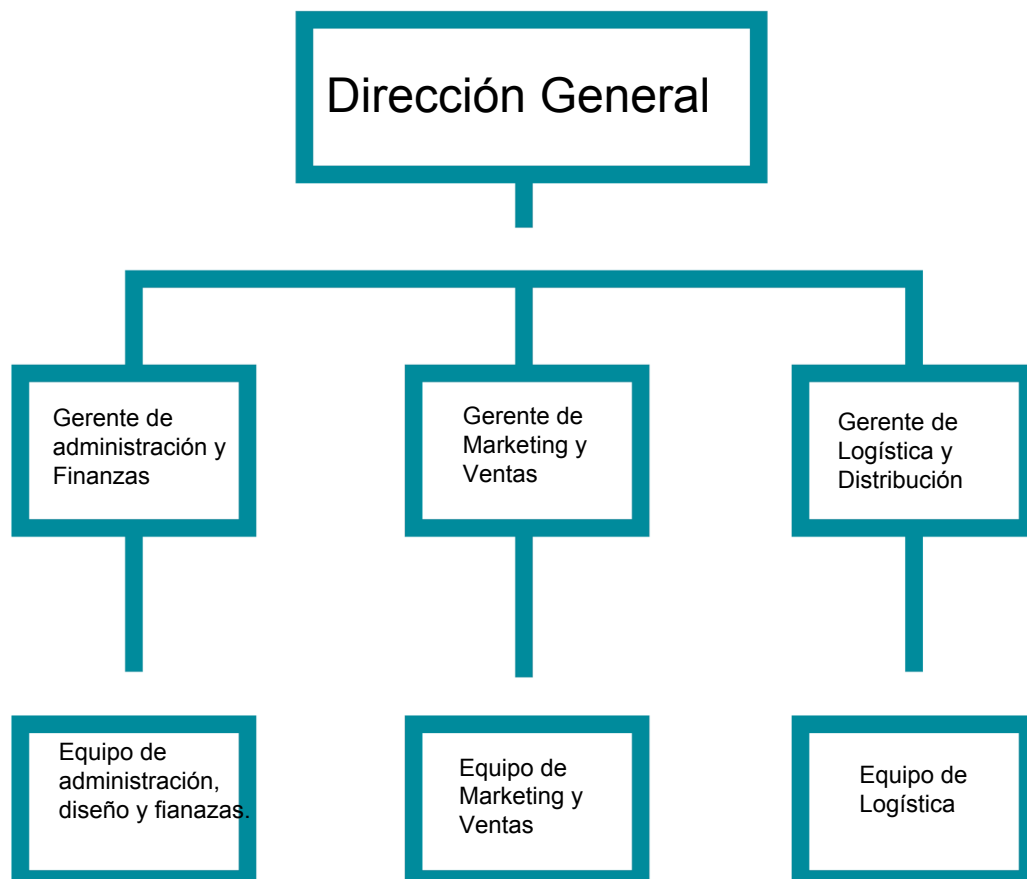 Dirección General
Gerente de
administración y
Finanzas
Gerente de
Marketing y
Ventas
Gerente de
Logística y
Distribución
Equipo de
administración,
diseño y fianazas.
Equipo de
Marketing y
Ventas
Equipo de
Logística